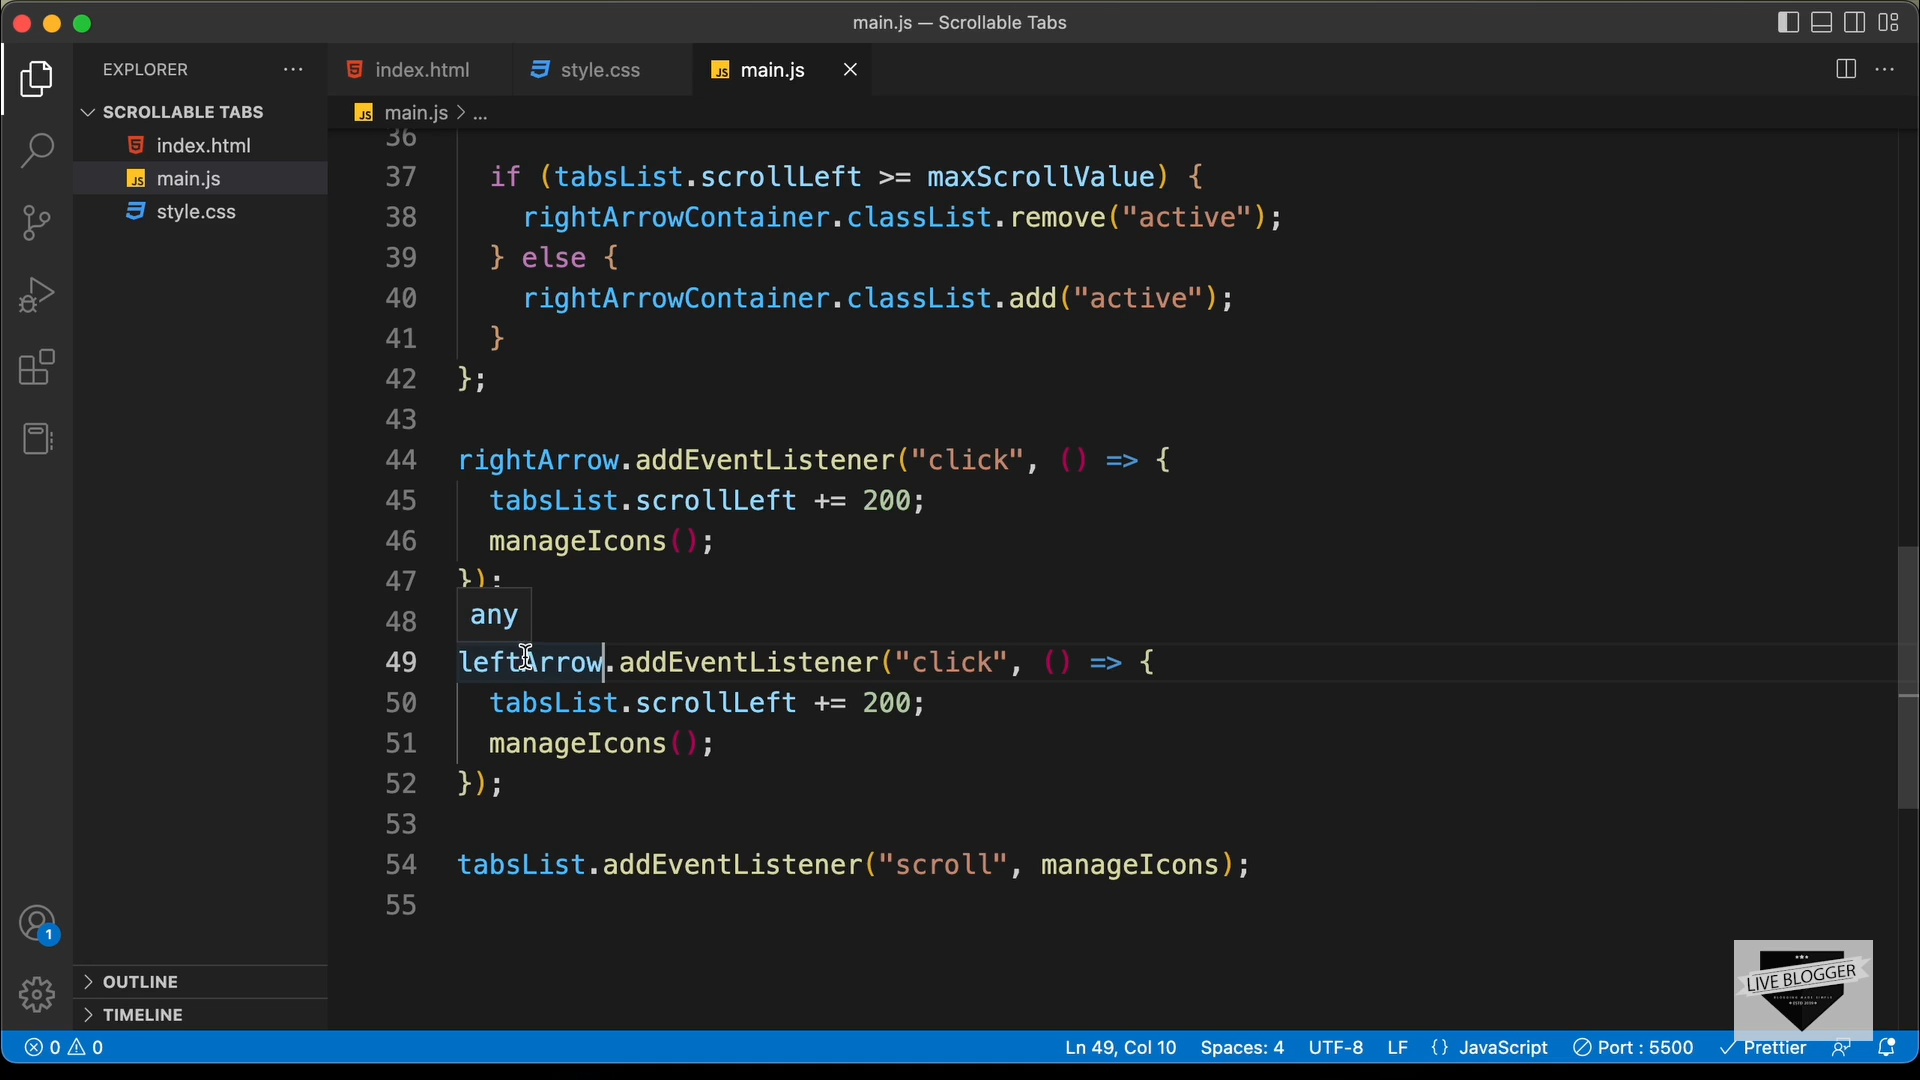 main.js — Scrollable Tabs
EXPLORER
SCROLLABLE TABS
index.html
main.js
style.css
OUTLINE
TIMELINE
index.html
style.css
main.js
main.js > ...
36
37 if (tabsList.scrollLeft >= maxScrollValue) {
38 rightArrowContainer.classList.remove("active");
39 } else {
40 rightArrowContainer.classList.add("active");
41 }
42 };
43
44 rightArrow.addEventListener("click", () => {
45 tabsList.scrollLeft += 200;
46 manageIcons();
47 });
any
48
49 leftArrow.addEventListener("click", () => {
50 tabsList.scrollLeft += 200;
51 manageIcons();
52 });
53
54 tabsList.addEventListener("scroll", manageIcons);
55
1
LIVE BLOGGER
0 0 Ln 49, Col 10 Spaces: 4 UTF-8 LF {} JavaScript Port : 5500 Prettier